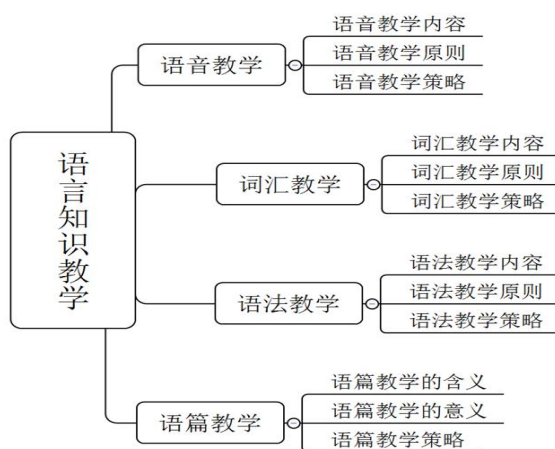 语言知识教学
语音教学
语音教学内容
语音教学原则
语音教学策略
词汇教学
词汇教学内容
词汇教学原则
词汇教学策略
语法教学
语法教学内容
语法教学原则
语法教学策略
语篇教学
语篇教学的含义
语篇教学的意义
语篇教学策略